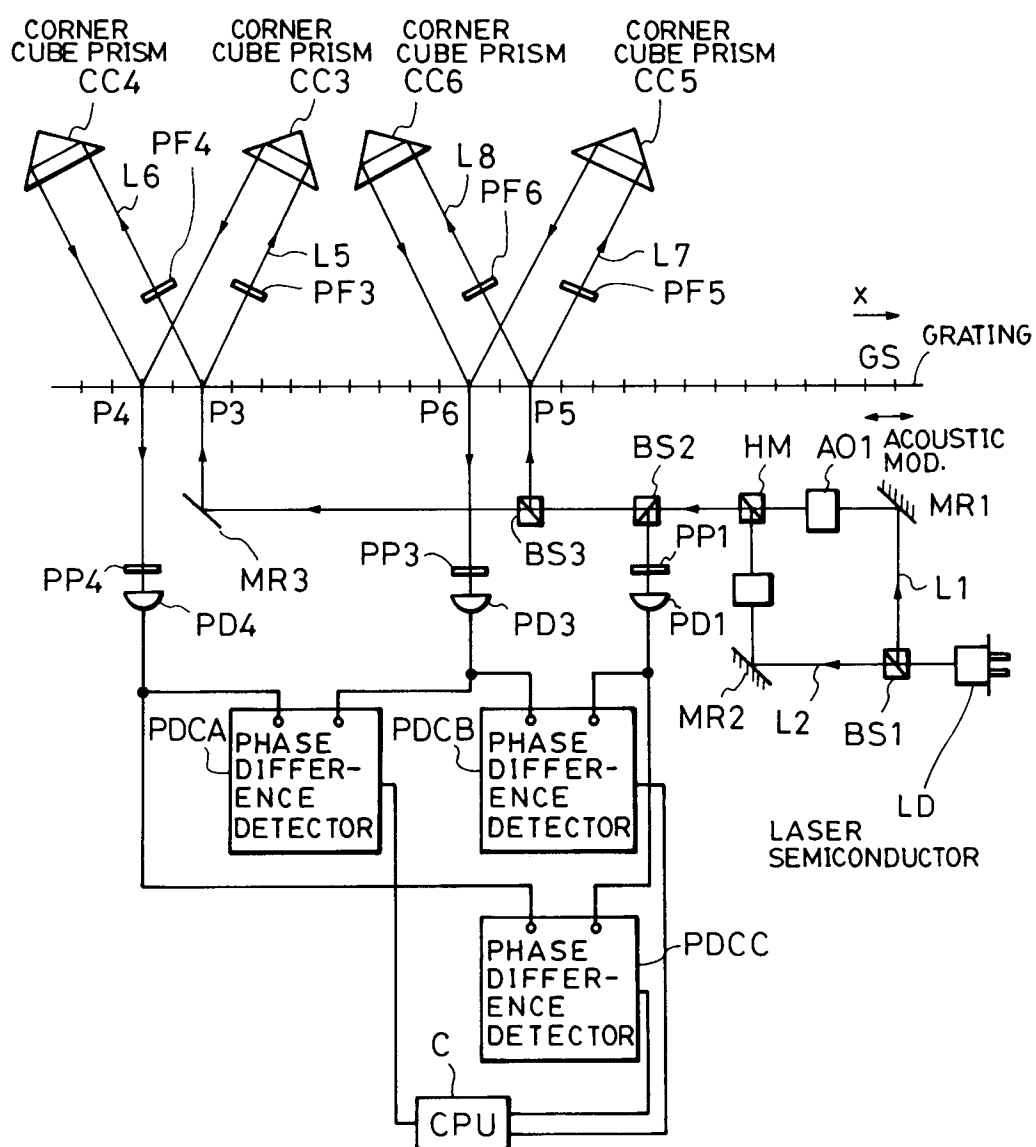 CORNER
CUBE PRISM
CC4
CORNER
CUBE PRISM
CC3
CORNER
CUBE PRISM
CC6
CORNER
CUBE PRISM
CC5
PF4
L6
L5
PF3
L8
PF6
L7
PF5
X
GS
GRATING
P4
P3
P6
P5
ACOUSTIC
MOD.
BS2
HM
AO1
MR1
MR3
BS3
PP1
PP4
PP3
L1
PD4
PD3
PD1
MR2
L2
BS1
LD
LASER
SEMICONDUCTOR
PDCA
PHASE
DIFFER-
ENCE
DETECTOR
PDCB
PHASE
DIFFER-
ENCE
DETECTOR
PHASE
DIFFER-
ENCE
DETECTOR
PDCC
C
CPU